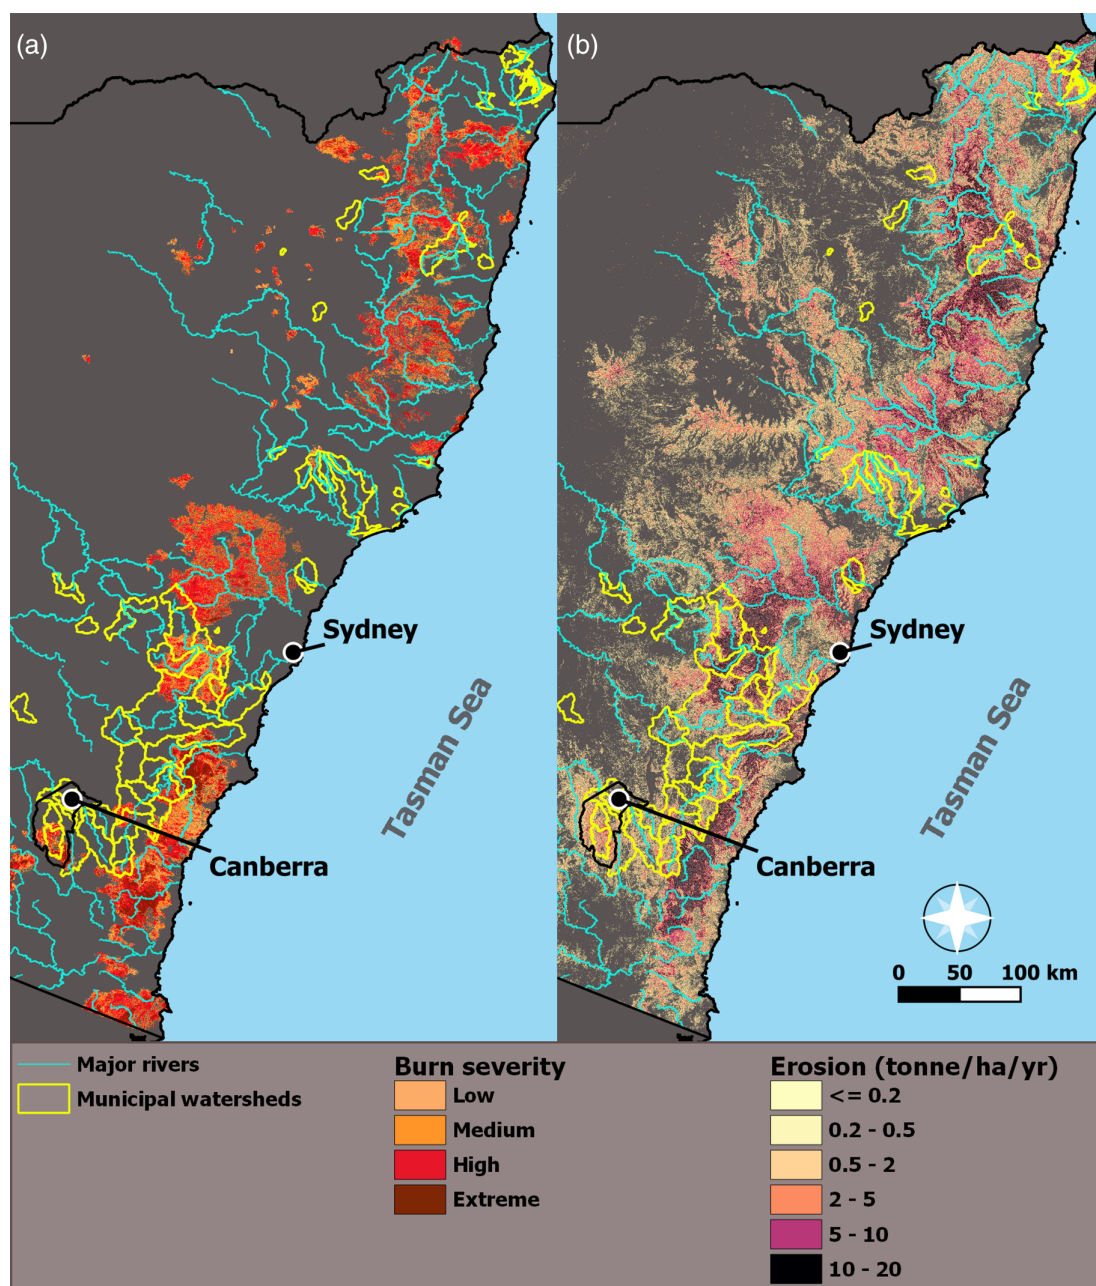 (a)
(b)
Sydney
Sydney
Tasman Sea
Tasman Sea
Canberra
Canberra
0 50 100 km
Major rivers
Municipal watersheds
Burn severity
Low
Medium
High
Extreme
Erosion (tonne/ha/yr)
<= 0.2
0.2 - 0.5
0.5 - 2
2 - 5
5 - 10
10 - 20